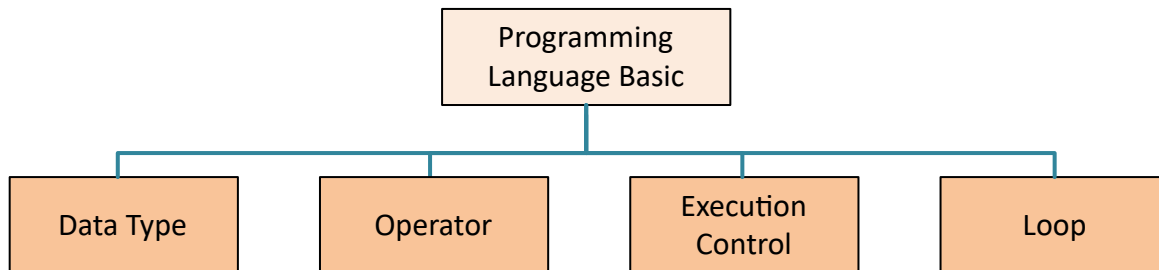 Programming
Language Basic
Data Type
Operator
Execution
Control
Loop